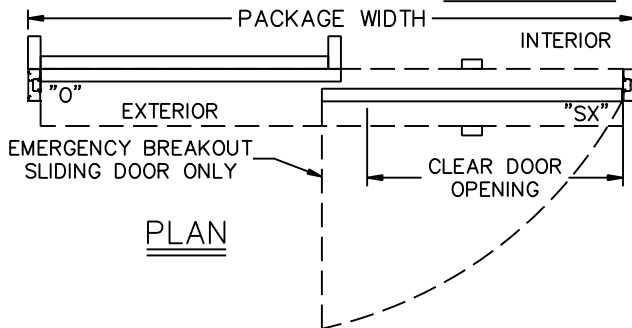 PACKAGE WIDTH
INTERIOR
"O"
EXTERIOR
"SX"
EMERGENCY BREAKOUT
SLIDING DOOR ONLY
CLEAR DOOR
OPENING
PLAN